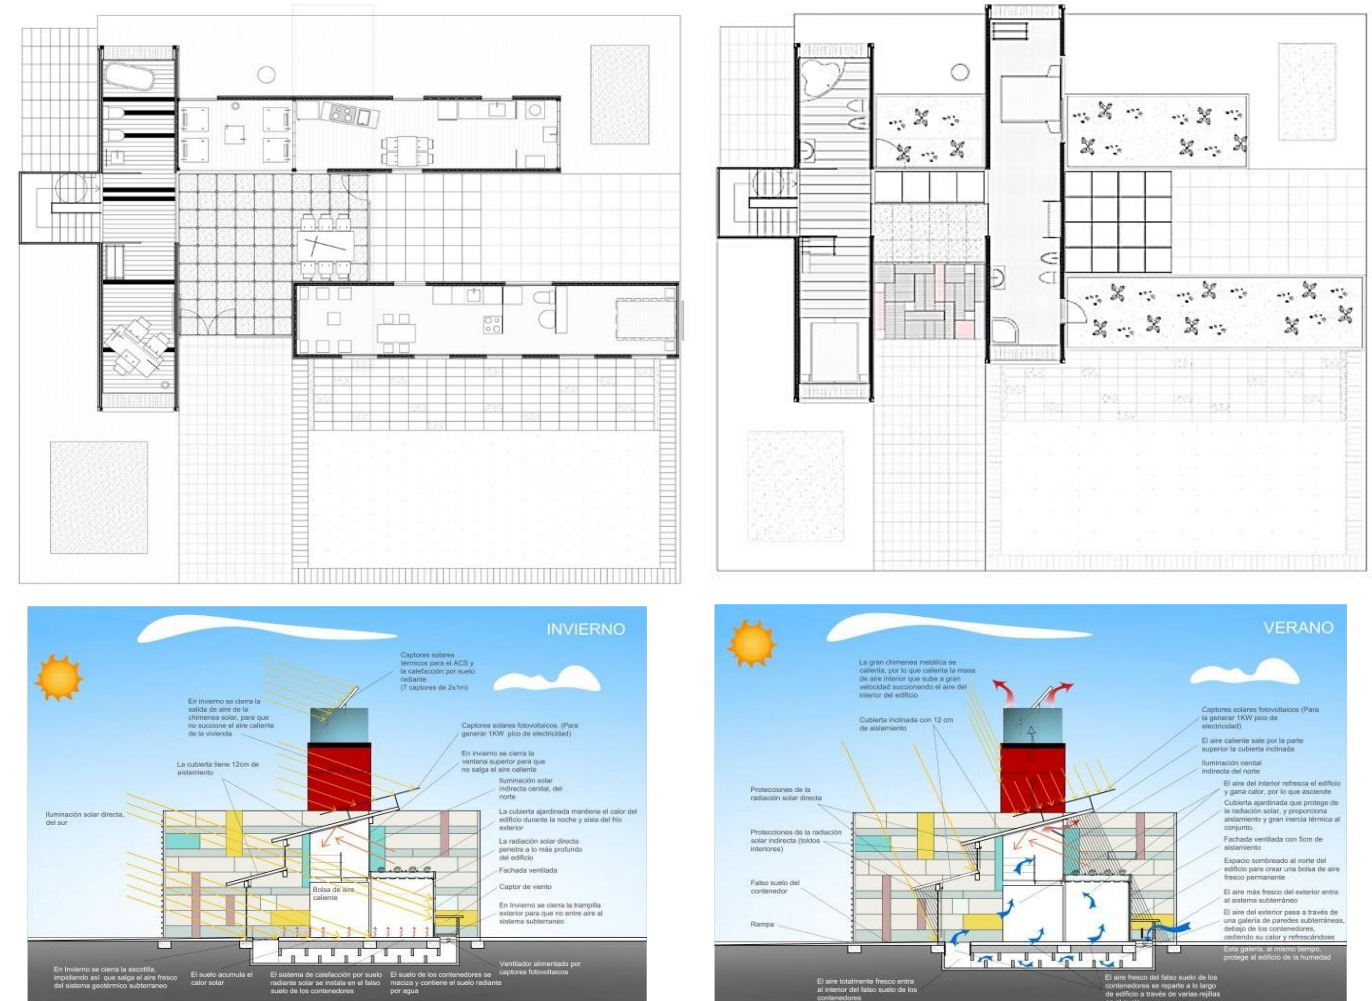 INVIERNO
Captores solares
térmicos para el ACS y
la calefacción por suelo
radiante
(7 captores de 2x1m)
En invierno se cierra la
salida de aire de la
chimenea solar, para que
no succione el aire caliente
de la vivienda
Captores solares fotovoltaicos. (Para
generar 1KW pico de electricidad)
La cubierta tiene 12cm de
aislamiento
En invierno se cierra la
ventana superior para que
no salga el aire caliente
Iluminación solar
indirecta cenital, del
norte
Iluminación solar directa,
del sur
La cubierta ajardinada mantiene el calor del
edificio durante la noche y aisla del frio
exterior
La radiación solar directa
penetra a lo más profundo
del edificio
Fachada ventilada
Captor de viento
Bolsa de aire
caliente
En Invierno se cierra la trampilla
exterior para que no entre aire al
sistema subterraneo
En Invierno se cierra la escotilla,
impidiendo así que salga el aire fresco
del sistema geotérmico subterraneo
El suelo acumula el
calor solar
El sistema de calefacción por suelo
radiante solar se instala en el falso
suelo de los contenedores
El suelo de los contenedores se
maciza y contiene el suelo radiante
por agua
Ventilador alimentado por
captores fotovoltaicos
VERANO
La gran chimenea metálica se
calienta, por lo que calienta la masa
de aire interior que sube a gran
velocidad succionando el aire del
interior del edificio
Cubierta inclinada con 12 cm
de aislamiento
Captores solares fotovoltaicos (Para
la generar 1KW pico de
electricidad)
El aire caliente sale por la parte
superior la cubierta inclinada
Iluminación cenital
indirecta del norte
Protecciones de la
radiación solar directa
El aire del interior refresca el edificio
y gana calor, por lo que asciende
Cubierta ajardinada que protege de
la radiación solar, y proporciona
aislamiento y gran inercia térmica al
conjunto.
Protecciones de la radiación
solar indirecta (toldos
interiores)
Fachada ventilada con 5cm de
aislamiento
Espacio sombreado al norte del
edificio para crear una bolsa de aire
fresco permanente
Falso suelo del
contenedor
El aire más fresco del exterior entra
al sistema subterráneo
Rampa
El aire del exterior pasa a través de
una galería de paredes subterráneas,
debajo de los contenedores,
cediendo su calor y refrescándose
Esta galería, al mismo tiempo,
protege al edificio de la humedad
El aire totalmente fresco entra
al interior del falso suelo de los
contenedores
El aire fresco del falso suelo de los
contenedores se reparte a lo largo
de edificio a través de varias rejillas